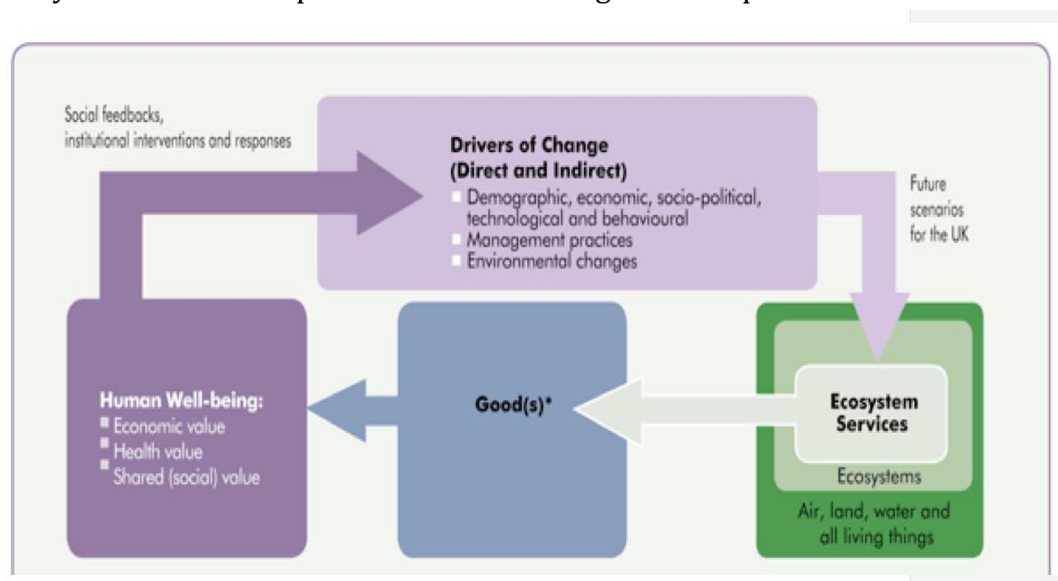 Social feedbacks,
institutional interventions and responses
Drivers of Change
(Direct and Indirect)
Demographic, economic, socio-political,
technological and behavioural
Management practices
Environmental changes
Future
scenarios
for the UK
Human Well-being:
Economic value
Health value
Shared (social) value
Good(s)*
Ecosystem
Services
Ecosystems
Air, land, water and
all living things